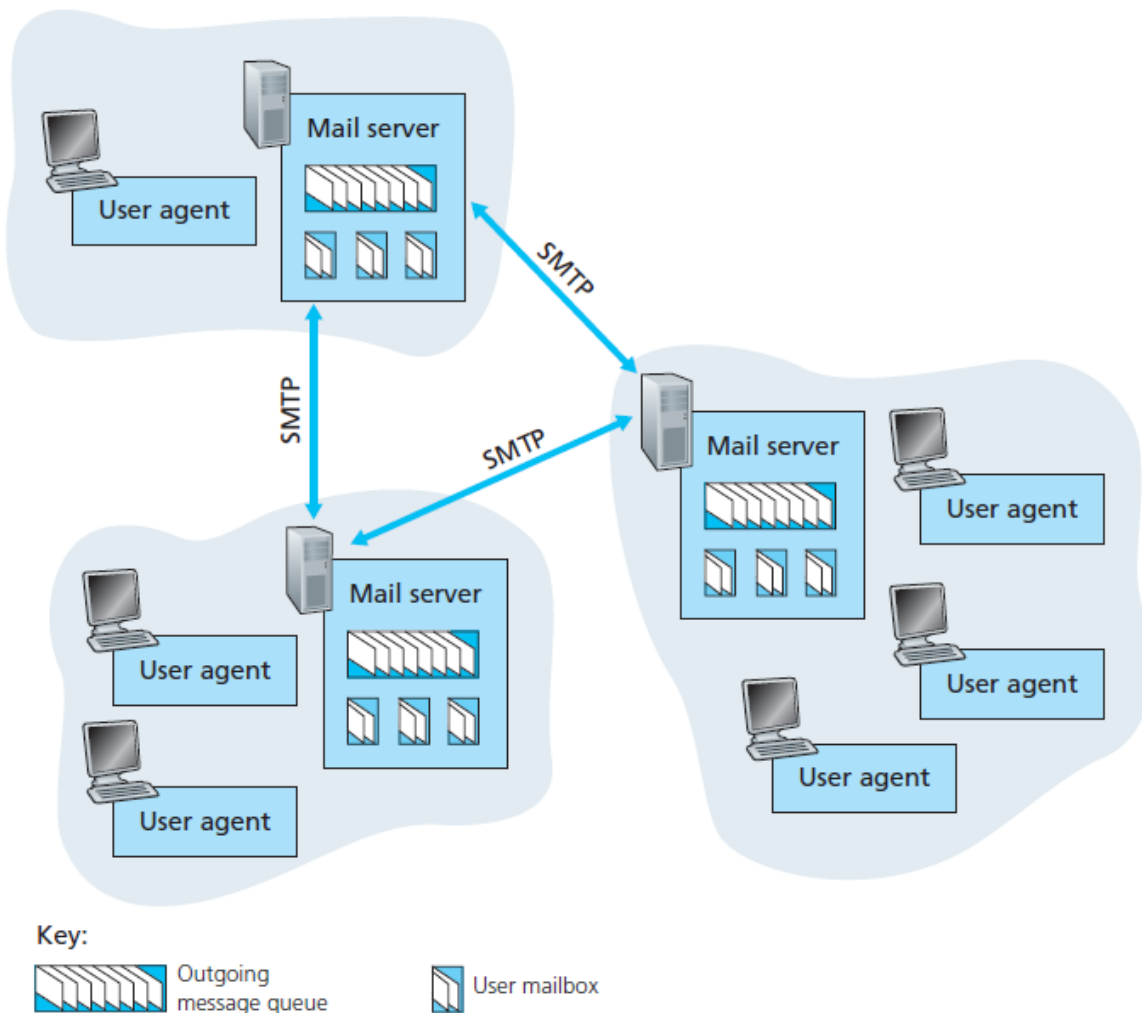 Mail server
User agent
SMTP
SMTP
SMTP
Mail server
User agent
User agent
User agent
Mail server
User agent
User agent
Key:
Outgoing
message queue
User mailbox